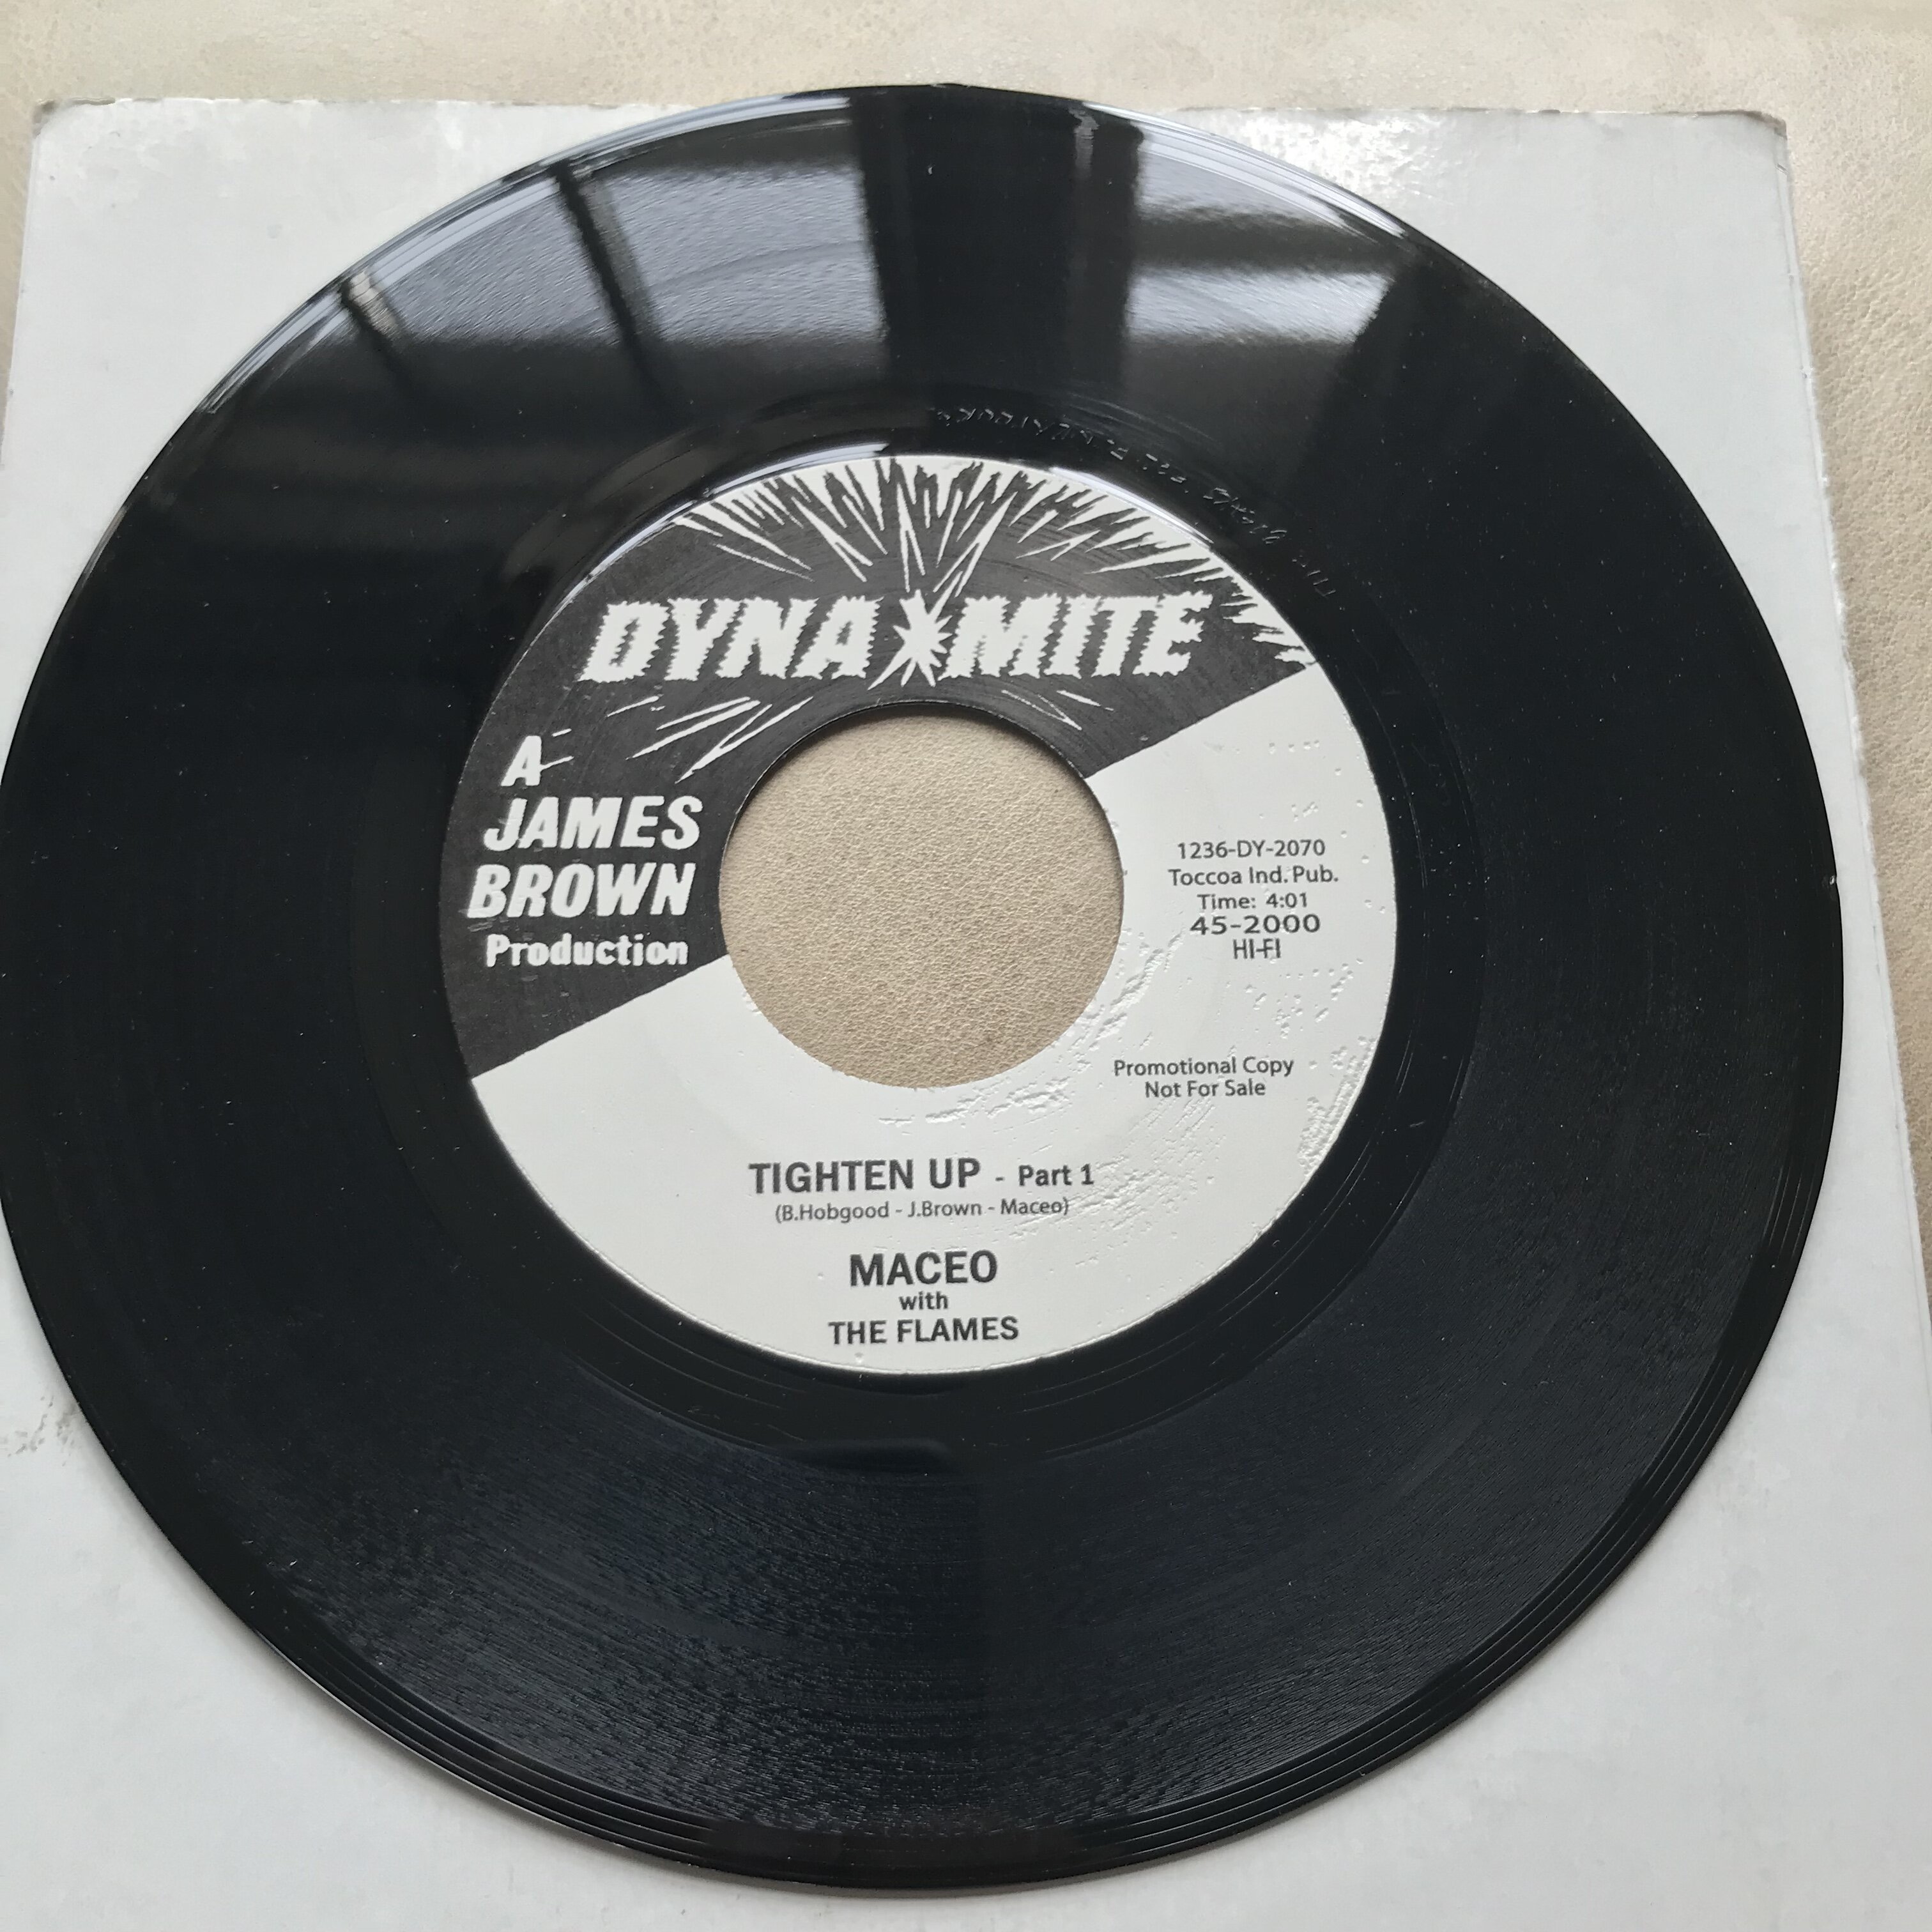 DYNA MITE
A
JAMES
BROWN
Production
1236-DY-2070
Toccoa Ind. Pub.
Time: 4:01
45-2000
HI-FI
Promotional Copy
Not For Sale
TIGHTEN UP - Part 1
(B.Hobgood - J.Brown - Maceo)
MACEO
with
THE FLAMES